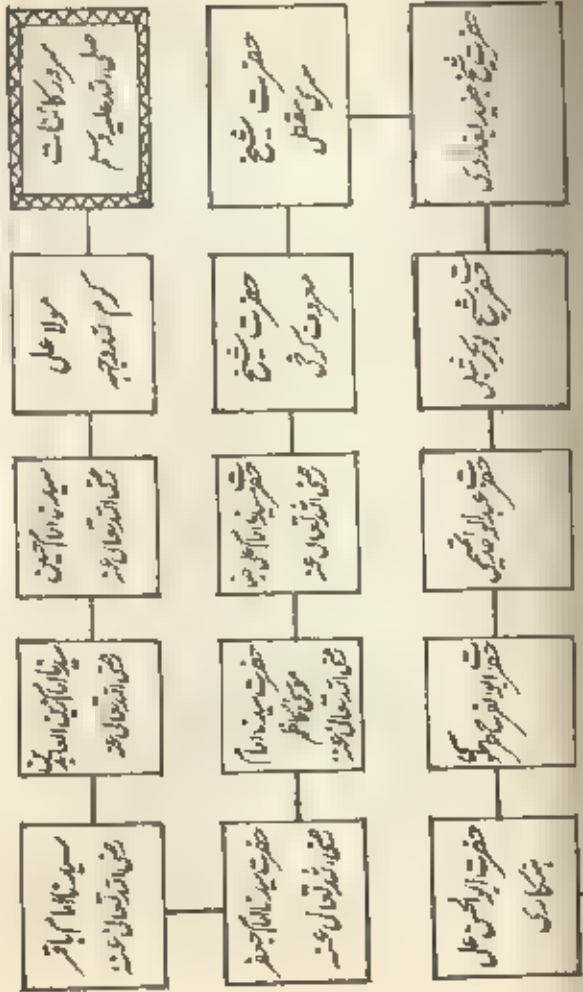 سرور کائنات
صلی اللہ علیہ وسلم
مولا علی
کرم اللہ وجہہ
سیدنا امام حسین
رضی اللہ تعالیٰ عنہ
سیدنا امام زین العابدین
رضی اللہ تعالیٰ عنہ
سیدنا امام باقر
رضی اللہ تعالیٰ عنہ
حضرت سیدنا امام جعفر
رضی اللہ تعالیٰ عنہ
حضرت سیدنا امام
موسیٰ کاظم
رضی اللہ تعالیٰ عنہ
حضرت سیدنا امام علی رضا
رضی اللہ تعالیٰ عنہ
حضرت شیخ
معروف کرخی
حضرت شیخ
سری سقطی
حضرت شیخ جنید بغدادی
حضرت شیخ ابوبکر شبلی
حضرت عبدالواحد تمیمی
حضرت ابوالفرح طرطوسی
حضرت ابوالحسن علی
ہنکاری